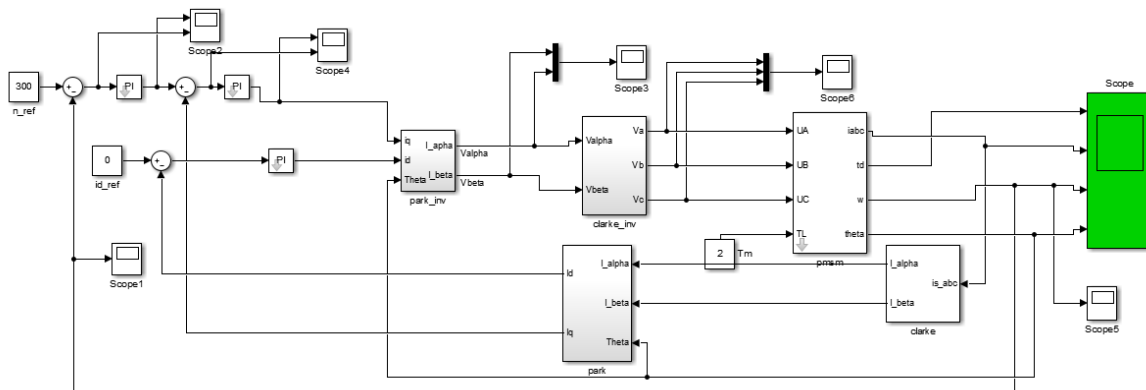 300
n_ref
+_-
PI
Scope2
+_-
PI
Scope4
0
id_ref
+_-
PI
Scope1
iq
id
Theta
I_apha
I_beta
park_inv
Valpha
Vbeta
Scope3
Valpha
Vbeta
Va
Vb
Vc
clarke_inv
Scope6
UA
UB
UC
TL
iabc
td
w
theta
pmsm
2
Tm
Scope
Id
Iq
I_alpha
I_beta
Theta
park
I_alpha
I_beta
is_abc
clarke
Scope5